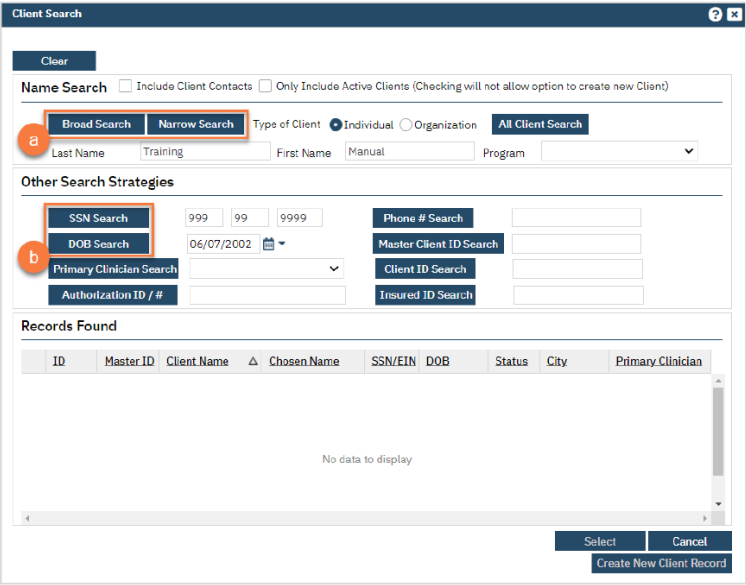 Client Search ?
Clear
Name Search Include Client Contacts Only Include Active Clients (Checking will not allow option to create new Client)
a Broad Search Narrow Search Type of Client Individual Organization All Client Search
Last Name Training First Name Manual Program
Other Search Strategies
SSN Search 999 99 9999 Phone # Search
b DOB Search 06/07/2002 Master Client ID Search
Primary Clinician Search Client ID Search
Authorization ID / # Insured ID Search
Records Found
ID Master ID Client Name Chosen Name SSN/EIN DOB Status City Primary Clinician
No data to display
Select Cancel
Create New Client Record